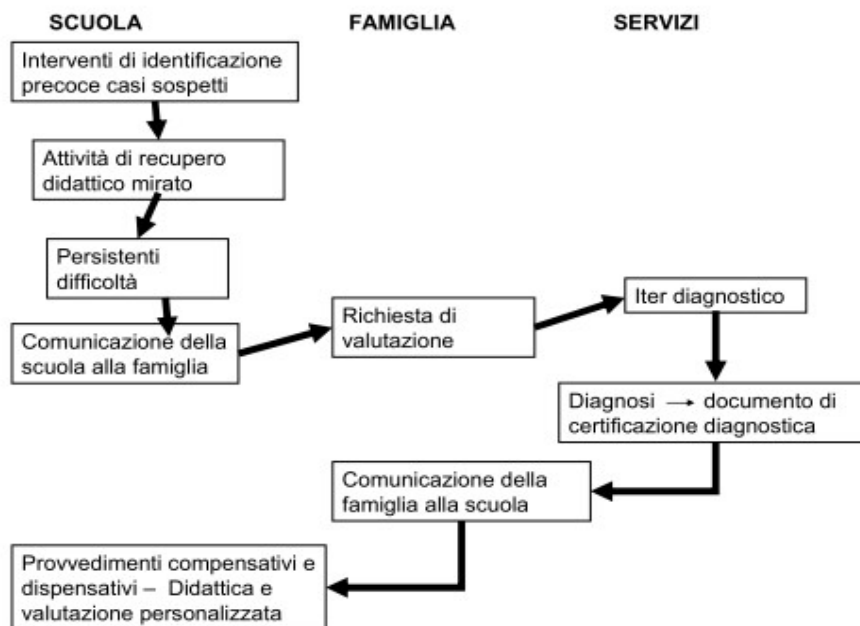 SCUOLA
FAMIGLIA
SERVIZI
Interventi di identificazione
precoce casi sospetti
Attività di recupero
didattico mirato
Persistenti
difficoltà
Comunicazione della
scuola alla famiglia
Richiesta di
valutazione
Iter diagnostico
Diagnosi → documento di
certificazione diagnostica
Comunicazione della
famiglia alla scuola
Provvedimenti compensativi e
dispensativi – Didattica e
valutazione personalizzata